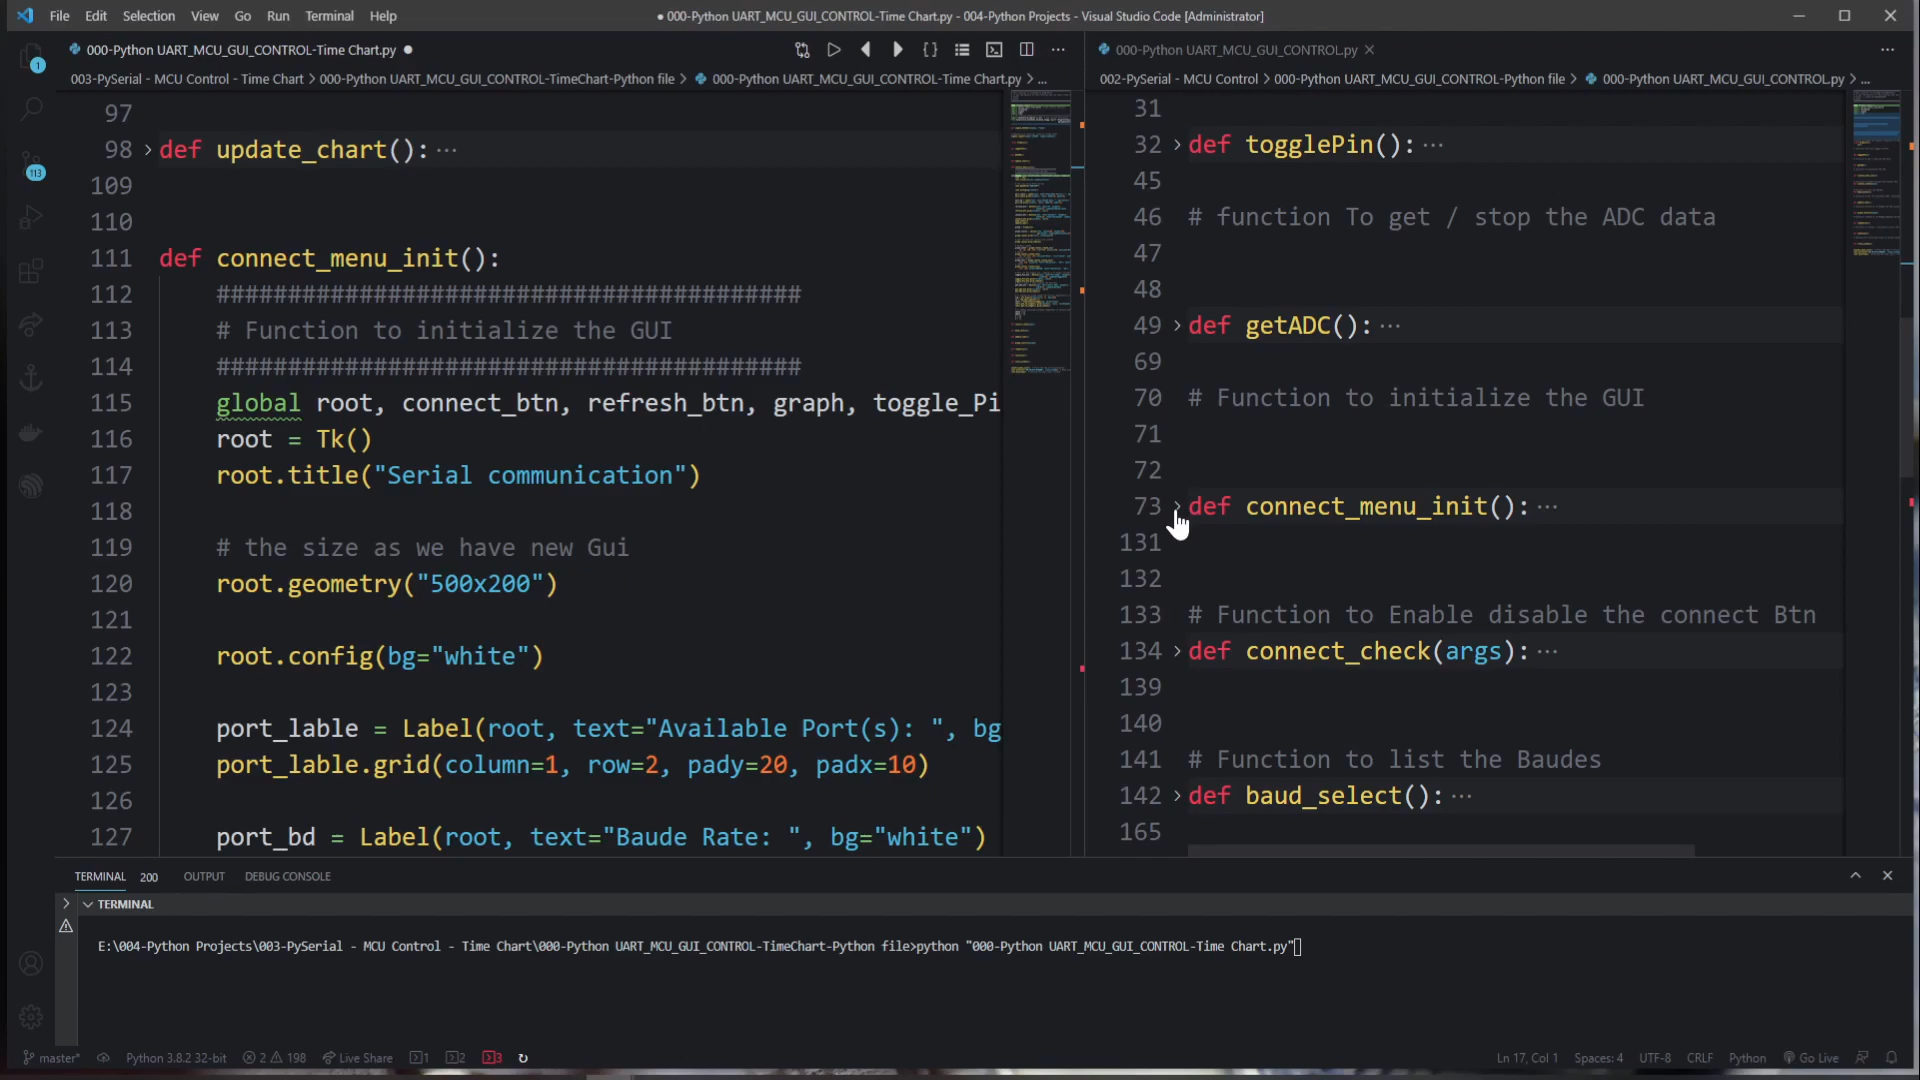 File Edit Selection View Go Run Terminal Help
● 000-Python UART_MCU_GUI_CONTROL-Time Chart.py - 004-Python Projects - Visual Studio Code [Administrator]
000-Python UART_MCU_GUI_CONTROL-Time Chart.py ●
003-PySerial - MCU Control - Time Chart > 000-Python UART_MCU_GUI_CONTROL-TimeChart-Python file > 000-Python UART_MCU_GUI_CONTROL-Time Chart.py > ...
97
98 > def update_chart(): ...
109
110
111 def connect_menu_init():
112 #########################################
113 # Function to initialize the GUI
114 #########################################
115 global root, connect_btn, refresh_btn, graph, toggle_Pi
116 root = Tk()
117 root.title("Serial communication")
118
119 # the size as we have new Gui
120 root.geometry("500x200")
121
122 root.config(bg="white")
123
124 port_lable = Label(root, text="Available Port(s): ", bg
125 port_lable.grid(column=1, row=2, pady=20, padx=10)
126
127 port_bd = Label(root, text="Baude Rate: ", bg="white")
000-Python UART_MCU_GUI_CONTROL.py
002-PySerial - MCU Control > 000-Python UART_MCU_GUI_CONTROL-Python file > 000-Python UART_MCU_GUI_CONTROL.py > ...
31
32 > def togglePin(): ...
45
46 # function To get / stop the ADC data
47
48
49 > def getADC(): ...
69
70 # Function to initialize the GUI
71
72
73 > def connect_menu_init(): ...
131
132
133 # Function to Enable disable the connect Btn
134 > def connect_check(args): ...
139
140
141 # Function to list the Baudes
142 > def baud_select(): ...
165
1
113
TERMINAL 200 OUTPUT DEBUG CONSOLE
TERMINAL
E:\004-Python Projects\003-PySerial - MCU Control - Time Chart\000-Python UART_MCU_GUI_CONTROL-TimeChart-Python file>python "000-Python UART_MCU_GUI_CONTROL-Time Chart.py"
master* Python 3.8.2 32-bit 2 198 Live Share 1 2 3 Ln 17, Col 1 Spaces: 4 UTF-8 CRLF Python Go Live